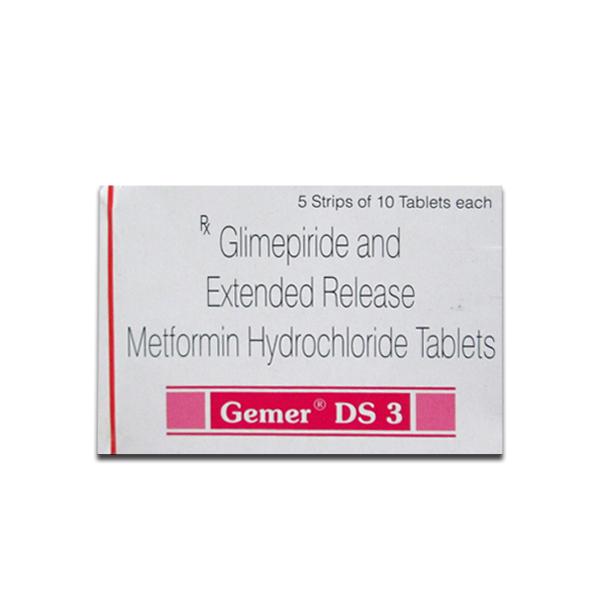 5 Strips of 10 Tablets each
℞ Glimepiride and
Extended Release
Metformin Hydrochloride Tablets
Gemer® DS 3